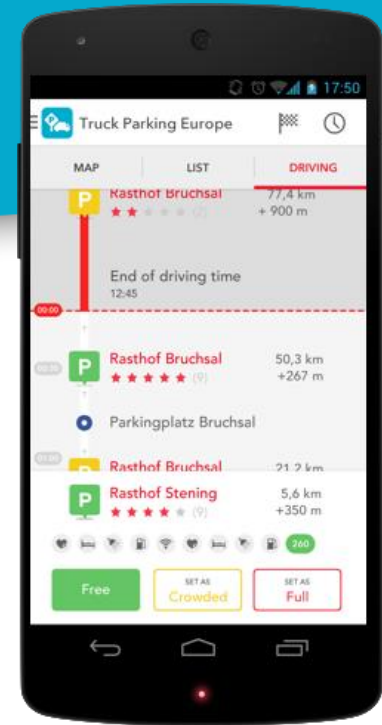 17:50
Truck Parking Europe
MAP LIST DRIVING
P Rasthof Bruchsal 77,4 km
(2) + 900 m
End of driving time
12:45
00:00
P Rasthof Bruchsal 50,3 km
(9) +267 m
Parkingplatz Bruchsal
Rasthof Bruchsal 21,2 km
P Rasthof Stening 5,6 km
(9) +350 m
260
SET AS SET AS
Free Crowded Full